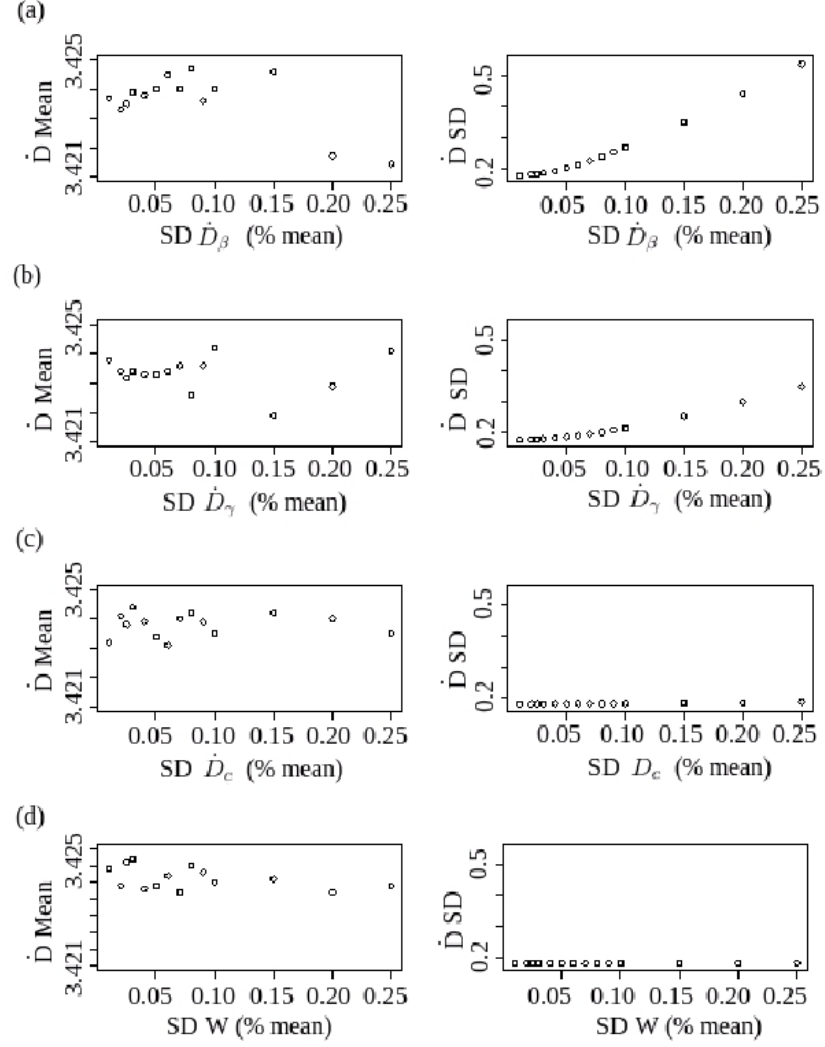 (a)
Ḋ Mean
3.425
3.421
0.05 0.10 0.15 0.20 0.25
SD Ḋβ (% mean)
Ḋ SD
0.5
0.2
0.05 0.10 0.15 0.20 0.25
SD Ḋβ (% mean)
(b)
Ḋ Mean
3.425
3.421
0.05 0.10 0.15 0.20 0.25
SD Ḋγ (% mean)
Ḋ SD
0.5
0.2
0.05 0.10 0.15 0.20 0.25
SD Ḋγ (% mean)
(c)
Ḋ Mean
3.425
3.421
0.05 0.10 0.15 0.20 0.25
SD Ḋc (% mean)
Ḋ SD
0.5
0.2
0.05 0.10 0.15 0.20 0.25
SD Dc (% mean)
(d)
Ḋ Mean
3.425
3.421
0.05 0.10 0.15 0.20 0.25
SD W (% mean)
Ḋ SD
0.5
0.2
0.05 0.10 0.15 0.20 0.25
SD W (% mean)